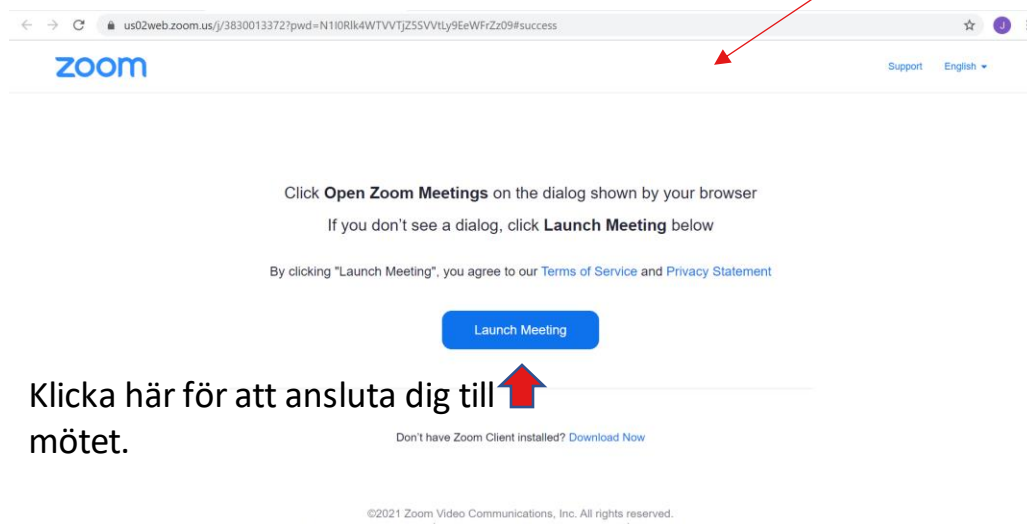 us02web.zoom.us/j/3830013372?pwd=N1I0Rlk4WTVVTjZ5SVVtLy9EeWFrZz09#success
J
zoom
Support English
Click Open Zoom Meetings on the dialog shown by your browser
If you don't see a dialog, click Launch Meeting below
By clicking "Launch Meeting", you agree to our Terms of Service and Privacy Statement
Launch Meeting
Klicka här för att ansluta dig till
mötet.
Don't have Zoom Client installed? Download Now
©2021 Zoom Video Communications, Inc. All rights reserved.